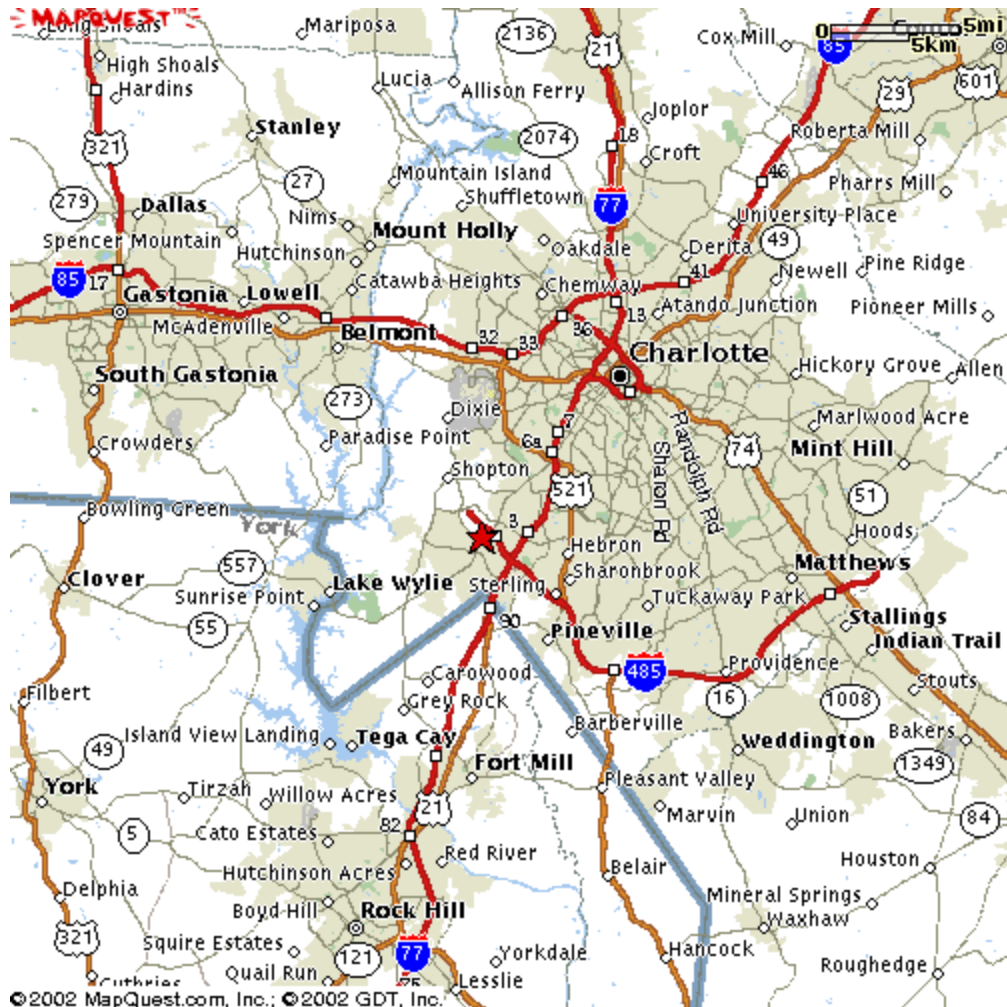 MAPQUEST™
Long Shoals
Mariposa
2136
21
Cox Mill
0
5mi
5km
85
High Shoals
Hardins
Lucia
Allison Ferry
29
601
321
Stanley
2074
18
Joplor
Croft
Roberta Mill
46
27
Mountain Island
Shuffletown
77
Pharrs Mill
279
Dallas
Nims
Mount Holly
University Place
49
Spencer Mountain
Hutchinson
Oakdale
Derita
85
17
Catawba Heights
Chemway
41
Newell
Pine Ridge
Gastonia
Lowell
Atando Junction
Pioneer Mills
McAdenville
Belmont
32
33
36
13
Charlotte
South Gastonia
Hickory Grove
Allen
273
Dixie
7
Randolph Rd
Marlwood Acre
Crowders
Paradise Point
6a
Sharon Rd
74
Mint Hill
Shopton
521
51
Bowling Green
York
3
Hebron
Hoods
557
Clover
Lake Wylie
Sterling
Sharonbrook
Matthews
Sunrise Point
90
Tuckaway Park
55
Pineville
Stallings
Indian Trail
Carowood
485
Providence
Filbert
Grey Rock
16
1008
Stouts
49
Island View Landing
Tega Cay
Barberville
Weddington
Bakers
York
Fort Mill
1349
Tirzah
Willow Acres
21
Pleasant Valley
5
Cato Estates
82
Marvin
Union
84
Hutchinson Acres
Red River
Belair
Houston
Delphia
Boyd Hill
Rock Hill
Mineral Springs
Waxhaw
321
Squire Estates
121
77
Yorkdale
Hancock
Quail Run
Lesslie
Roughedge
Guthries
©2002 MapQuest.com, Inc.; ©2002 GDT, Inc.